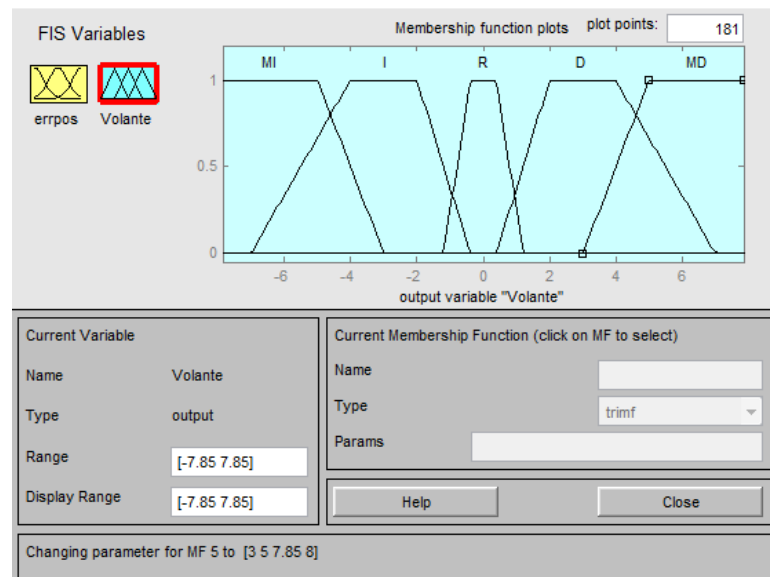 FIS Variables
Membership function plots plot points: 181
errpos Volante
MI I R D MD
1
0.5
0
-6 -4 -2 0 2 4 6
output variable "Volante"
Current Variable
Name Volante
Type output
Range [-7.85 7.85]
Display Range [-7.85 7.85]
Current Membership Function (click on MF to select)
Name
Type trimf
Params
Help Close
Changing parameter for MF 5 to [3 5 7.85 8]